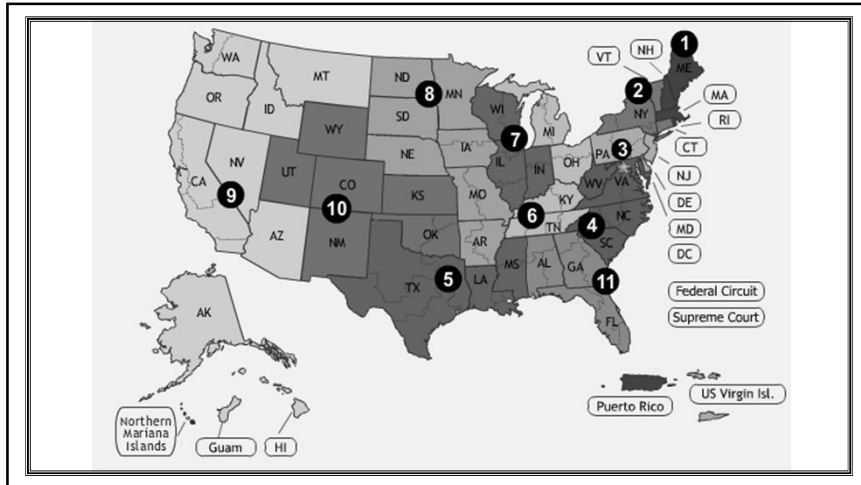 1
ME
NH
VT
2
NY
MA
RI
CT
NJ
DE
MD
DC
WA
MT
ND
8
MN
OR
ID
SD
WI
MI
WY
7
3
PA
IA
NE
NV
UT
CO
KS
IL
IN
OH
WV
VA
CA
9
10
MO
KY
6
4
NC
TN
AZ
NM
OK
AR
SC
MS
AL
GA
11
TX
5
LA
FL
Federal Circuit
Supreme Court
AK
US Virgin Isl.
Puerto Rico
Northern
Mariana
Islands
Guam
HI